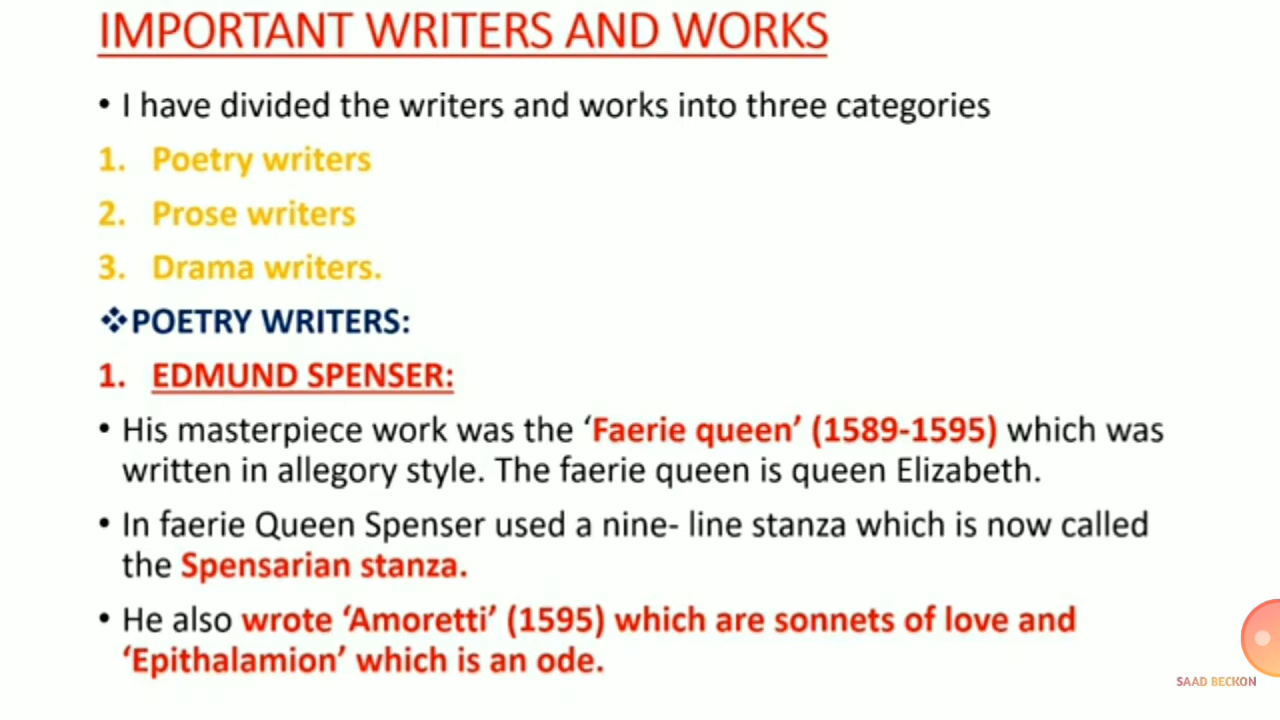 IMPORTANT WRITERS AND WORKS
• I have divided the writers and works into three categories
1. Poetry writers
2. Prose writers
3. Drama writers.
❖POETRY WRITERS:
1. EDMUND SPENSER:
• His masterpiece work was the ‘Faerie queen’ (1589-1595) which was
written in allegory style. The faerie queen is queen Elizabeth.
• In faerie Queen Spenser used a nine- line stanza which is now called
the Spensarian stanza.
• He also wrote ‘Amoretti’ (1595) which are sonnets of love and
‘Epithalamion’ which is an ode.
SAAD BECKON